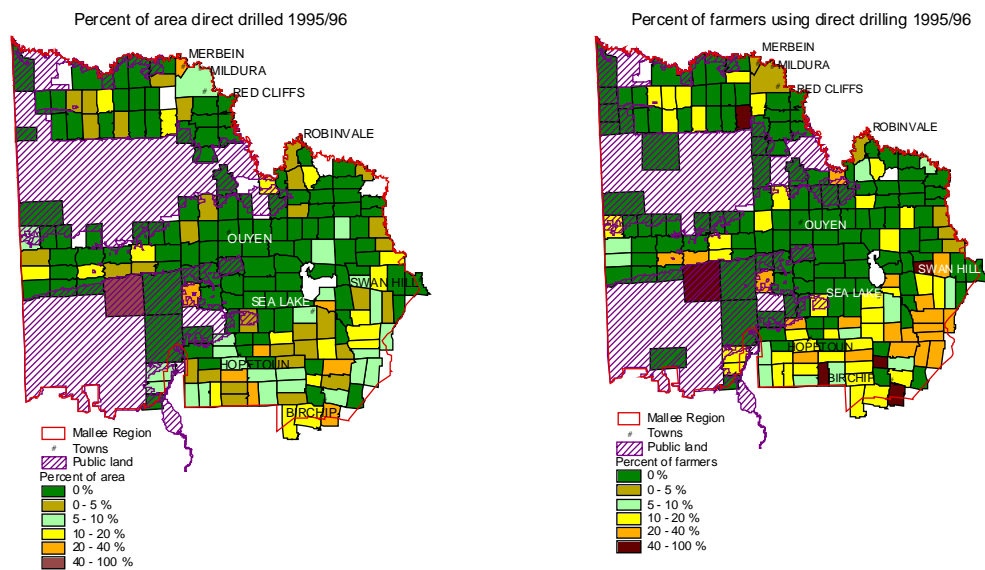 Percent of area direct drilled 1995/96
MERBEIN
MILDURA
RED CLIFFS
ROBINVALE
OUYEN
SWAN HILL
SEA LAKE
HOPETOUN
BIRCHIP
Mallee Region
# Towns
Public land
Percent of area
0 %
0 - 5 %
5 - 10 %
10 - 20 %
20 - 40 %
40 - 100 %
Percent of farmers using direct drilling 1995/96
MERBEIN
MILDURA
RED CLIFFS
ROBINVALE
OUYEN
SWAN HILL
SEA LAKE
HOPETOUN
BIRCHIP
Mallee Region
# Towns
Public land
Percent of farmers
0 %
0 - 5 %
5 - 10 %
10 - 20 %
20 - 40 %
40 - 100 %